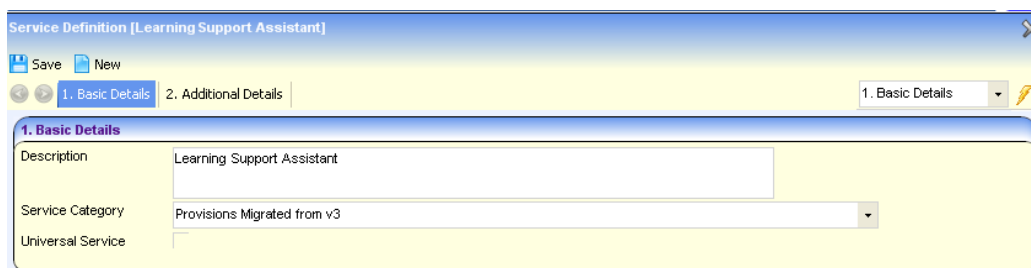 Service Definition [Learning Support Assistant]
Save New
1. Basic Details 2. Additional Details 1. Basic Details
1. Basic Details
Description Learning Support Assistant
Service Category Provisions Migrated from v3
Universal Service